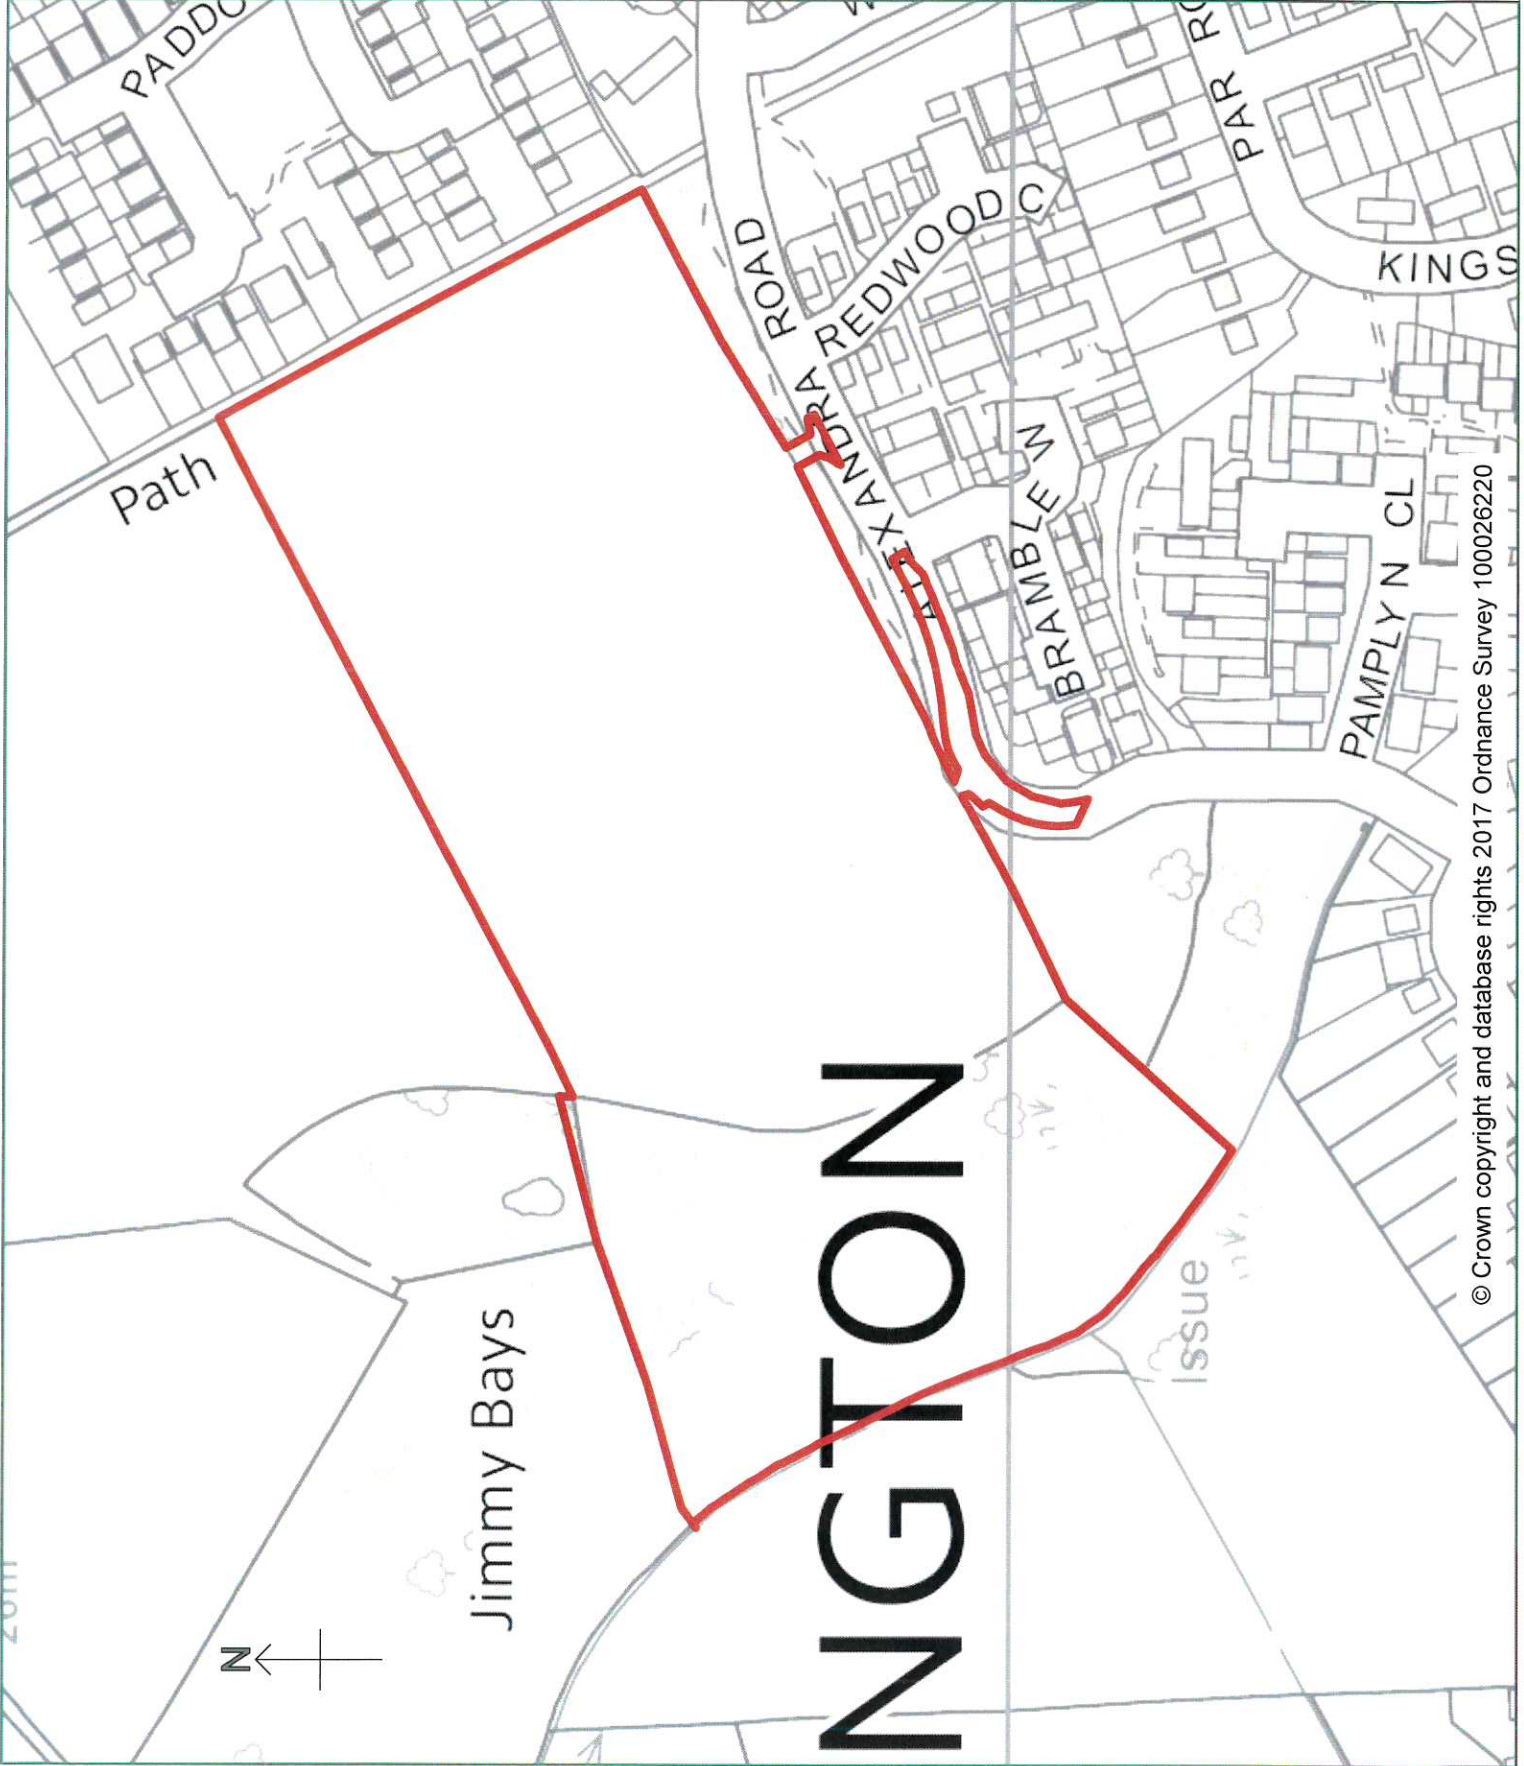 PADDO
Path
ROAD
REDWOOD C
ALEXANDRA
BRAMBLE W
PAR
KINGS
PAMPLYN CL
Jimmy Bays
NGTON
Issue
N
© Crown copyright and database rights 2017 Ordnance Survey 100026220